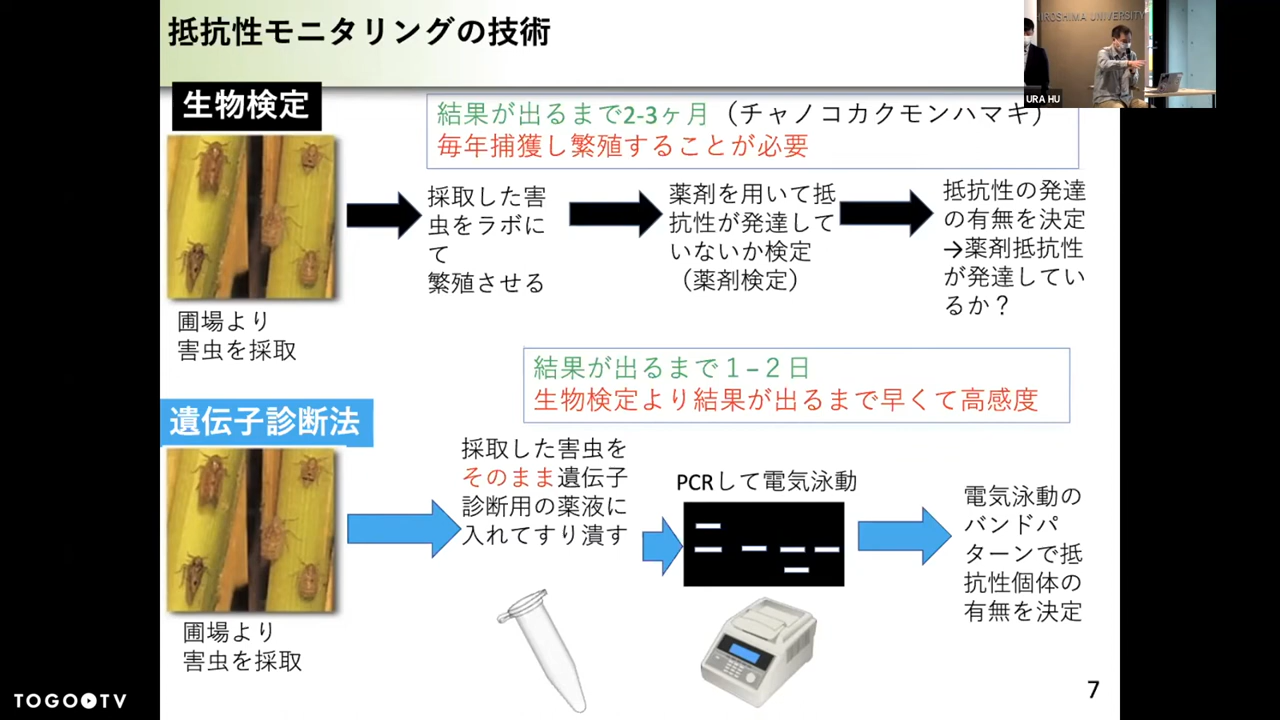 抵抗性モニタリングの技術
HIROSHIMA UNIVERSITY
URA HU
生物検定
結果が出るまで2-3ヶ月（チャノコカクモンハマキ）
毎年捕獲し繁殖することが必要
採取した害
虫をラボに
て
繁殖させる
薬剤を用いて抵
抗性が発達して
いないか検定
（薬剤検定）
抵抗性の発達
の有無を決定
→薬剤抵抗性
が発達してい
るか？
圃場より
害虫を採取
結果が出るまで１−２日
生物検定より結果が出るまで早くて高感度
遺伝子診断法
採取した害虫を
そのまま遺伝子
診断用の薬液に
入れてすり潰す
PCRして電気泳動
電気泳動の
バンドパ
ターンで抵
抗性個体の
有無を決定
圃場より
害虫を採取
7
TOGOTV